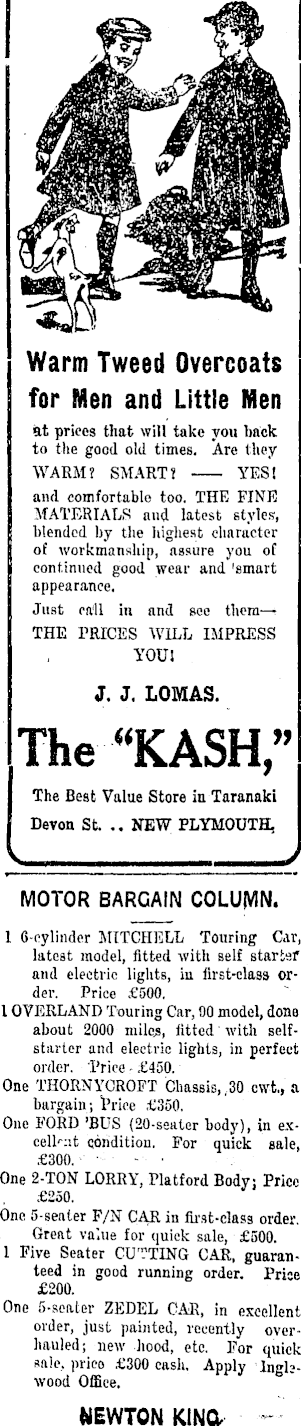 Warm Tweed Overcoats
for Men and Little Men
at prices that will take you back
to the good old times. Are they
WARM? SMART? —— YES!
and comfortable too. THE FINE
MATERIALS and latest styles,
blended by the highest character
of workmanship, assure you of
continued good wear and smart
appearance.
Just call in and see them—
THE PRICES WILL IMPRESS
YOU!
J. J. LOMAS.
The "KASH,"
The Best Value Store in Taranaki
Devon St. .. NEW PLYMOUTH.
MOTOR BARGAIN COLUMN.
1 6-cylinder MITCHELL Touring Car,
latest model, fitted with self starter
and electric lights, in first-class or-
der. Price £500.
1 OVERLAND Touring Car, 90 model, done
about 2000 miles, fitted with self-
starter and electric lights, in perfect
order. Price £450.
One THORNYCROFT Chassis, 30 cwt., a
bargain; Price £350.
One FORD 'BUS (20-seater body), in ex-
cellent condition. For quick sale,
£300.
One 2-TON LORRY, Platford Body; Price
£250.
One 5-seater F/N CAR in first-class order.
Great value for quick sale, £500.
1 Five Seater CUTTING CAR, guaran-
teed in good running order. Price
£200.
One 5-seater ZEDEL CAR, in excellent
order, just painted, recently over-
hauled; new hood, etc. For quick
sale, price £300 cash. Apply Ingle-
wood Office.
NEWTON KING.